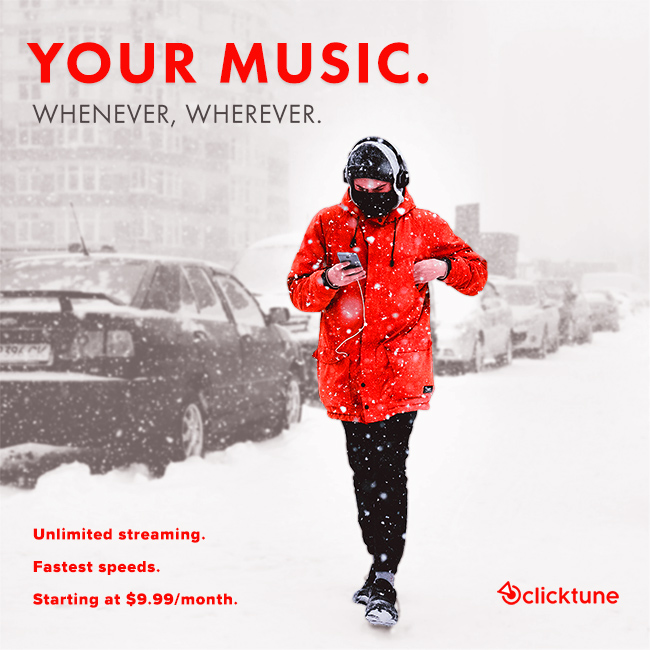 YOUR MUSIC.
WHENEVER, WHEREVER.
Unlimited streaming.
Fastest speeds.
Starting at $9.99/month.
clicktune